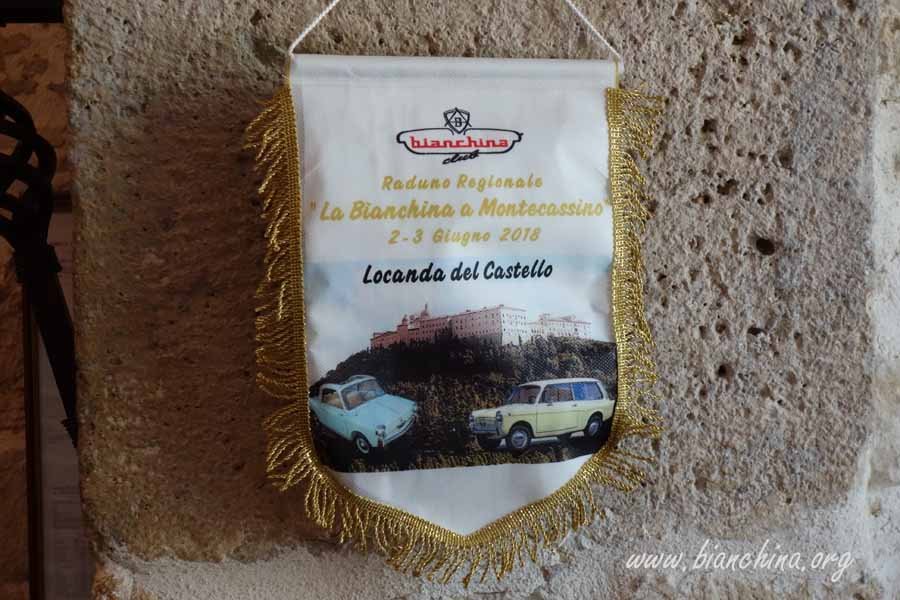 B
bianchina
club
Raduno Regionale
"La Bianchina a Montecassino"
2-3 Giugno 2018
Locanda del Castello
www.bianchina.org